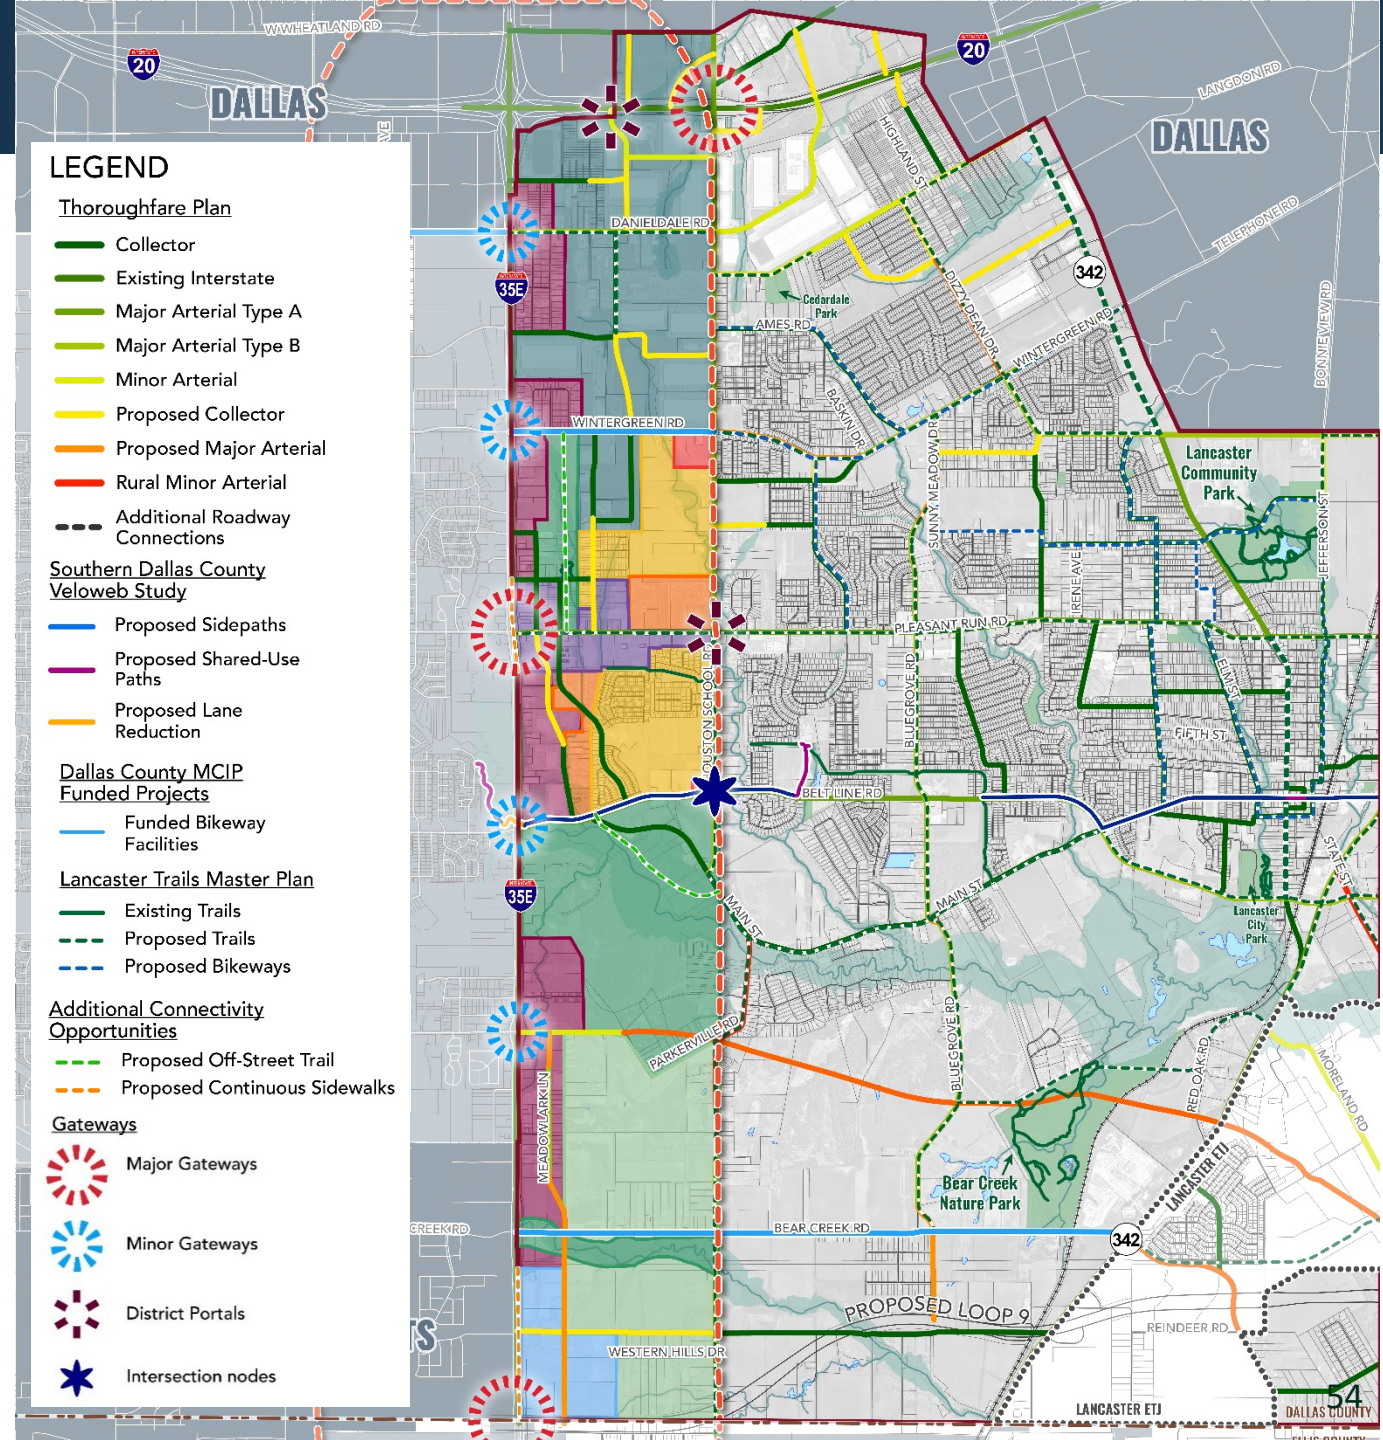 W WHEATLAND RD
20
20
DALLAS
LANGDON RD
DALLAS
AVE
HIGHLAND ST
TELEPHONE RD
342
DANIELDALE RD
35E
Cedardale
Park
DIZZY DEAN DR
AMES RD
WINTERGREEN RD
BONNIE VIEW RD
BASKIN DR
WINTERGREEN RD
SUNNY MEADOW DR
Lancaster
Community
Park
JEFFERSON ST
IRENE AVE
PLEASANT RUN RD
BLUEGROVE RD
ELM ST
FIFTH ST
BELT LINE RD
STATE ST
35E
MAIN ST
MAIN ST
Lancaster
City
Park
BLUEGROVE RD
PARKERVILLE RD
MEADOWLARK LN
RED OAK RD
MORELAND RD
LANCASTER ETJ
Bear Creek
Nature Park
CREEK RD
BEAR CREEK RD
342
PROPOSED LOOP 9
REINDEER RD
TS
WESTERN HILLS DR
LANCASTER ETJ
54
DALLAS COUNTY
ELLIS COUNTY
LEGEND
Thoroughfare Plan
Collector
Existing Interstate
Major Arterial Type A
Major Arterial Type B
Minor Arterial
Proposed Collector
Proposed Major Arterial
Rural Minor Arterial
Additional Roadway
Connections
Southern Dallas County
Veloweb Study
Proposed Sidepaths
Proposed Shared-Use
Paths
Proposed Lane
Reduction
Dallas County MCIP
Funded Projects
Funded Bikeway
Facilities
Lancaster Trails Master Plan
Existing Trails
Proposed Trails
Proposed Bikeways
Additional Connectivity
Opportunities
Proposed Off-Street Trail
Proposed Continuous Sidewalks
Gateways
Major Gateways
Minor Gateways
District Portals
Intersection nodes